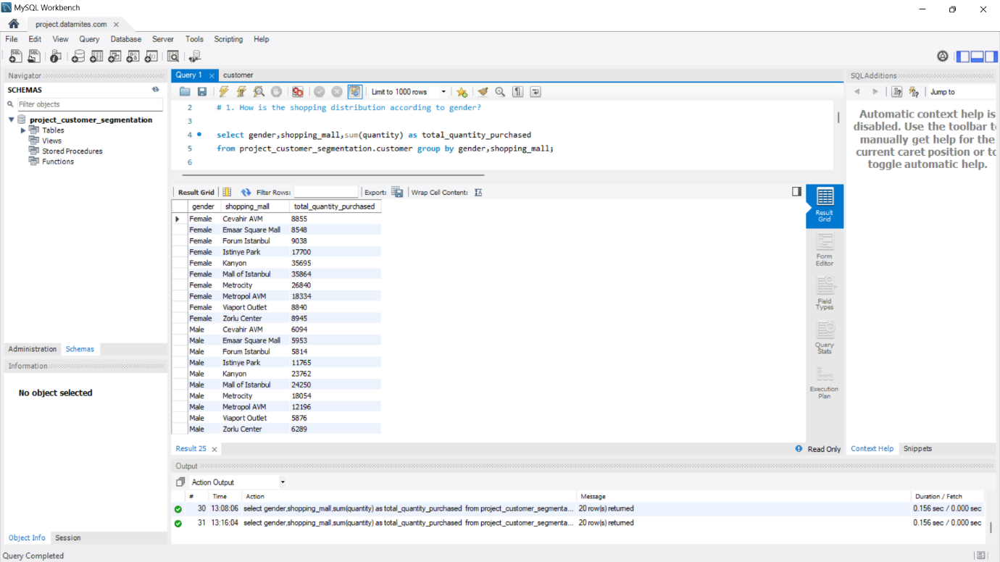 MySQL Workbench
project.datamites.com
File Edit View Query Database Server Tools Scripting Help
Navigator
SCHEMAS
Filter objects
project_customer_segmentation
Tables
Views
Stored Procedures
Functions
Administration Schemas
Information
No object selected
Object Info Session
Query Completed
Query 1 customer
Limit to 1000 rows
2 # 1. How is the shopping distribution according to gender?
3
4 select gender,shopping_mall,sum(quantity) as total_quantity_purchased
5 from project_customer_segmentation.customer group by gender,shopping_mall;
6
Result Grid Filter Rows: Export: Wrap Cell Content:
gender shopping_mall total_quantity_purchased
Female Cevahir AVM 8855
Female Emaar Square Mall 8548
Female Forum Istanbul 9038
Female Istinye Park 17700
Female Kanyon 35695
Female Mall of Istanbul 35864
Female Metrocity 26840
Female Metropol AVM 18334
Female Viaport Outlet 8840
Female Zorlu Center 8945
Male Cevahir AVM 6094
Male Emaar Square Mall 5953
Male Forum Istanbul 5814
Male Istinye Park 11765
Male Kanyon 23762
Male Mall of Istanbul 24250
Male Metrocity 18054
Male Metropol AVM 12196
Male Viaport Outlet 5876
Male Zorlu Center 6289
Result
Grid
Form
Editor
Field
Types
Query
Stats
Execution
Plan
Result 25
Read Only
SQLAdditions
Jump to
Automatic context help is
disabled. Use the toolbar to
manually get help for the
current caret position or to
toggle automatic help.
Context Help Snippets
Output
Action Output
# Time Action Message Duration / Fetch
30 13:08:06 select gender,shopping_mall,sum(quantity) as total_quantity_purchased from project_customer_segmenta... 20 row(s) returned 0.156 sec / 0.000 sec
31 13:16:04 select gender,shopping_mall,sum(quantity) as total_quantity_purchased from project_customer_segmenta... 20 row(s) returned 0.156 sec / 0.000 sec